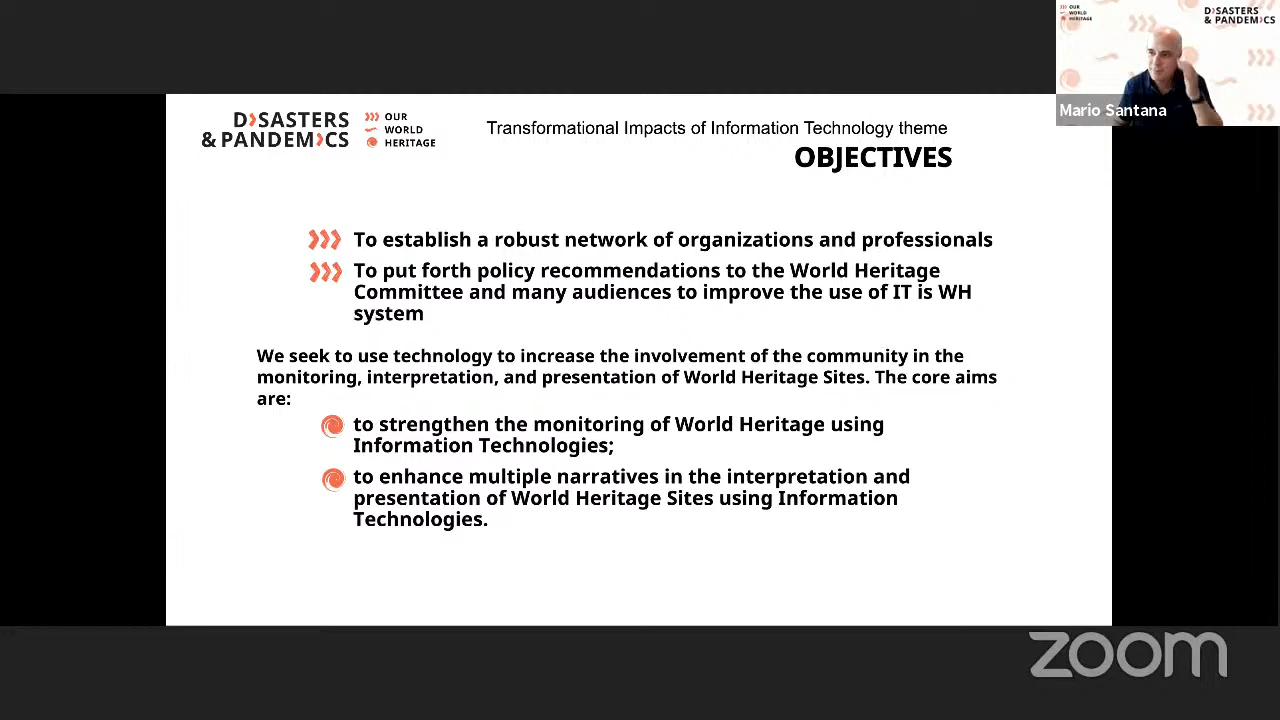 OUR
WORLD
HERITAGE
D›SASTERS
& PANDEM›CS
Mario Santana
D›SASTERS
& PANDEM›CS
OUR
WORLD
HERITAGE
Transformational Impacts of Information Technology theme
OBJECTIVES
To establish a robust network of organizations and professionals
To put forth policy recommendations to the World Heritage
Committee and many audiences to improve the use of IT is WH
system
We seek to use technology to increase the involvement of the community in the
monitoring, interpretation, and presentation of World Heritage Sites. The core aims
are:
to strengthen the monitoring of World Heritage using
Information Technologies;
to enhance multiple narratives in the interpretation and
presentation of World Heritage Sites using Information
Technologies.
zoom